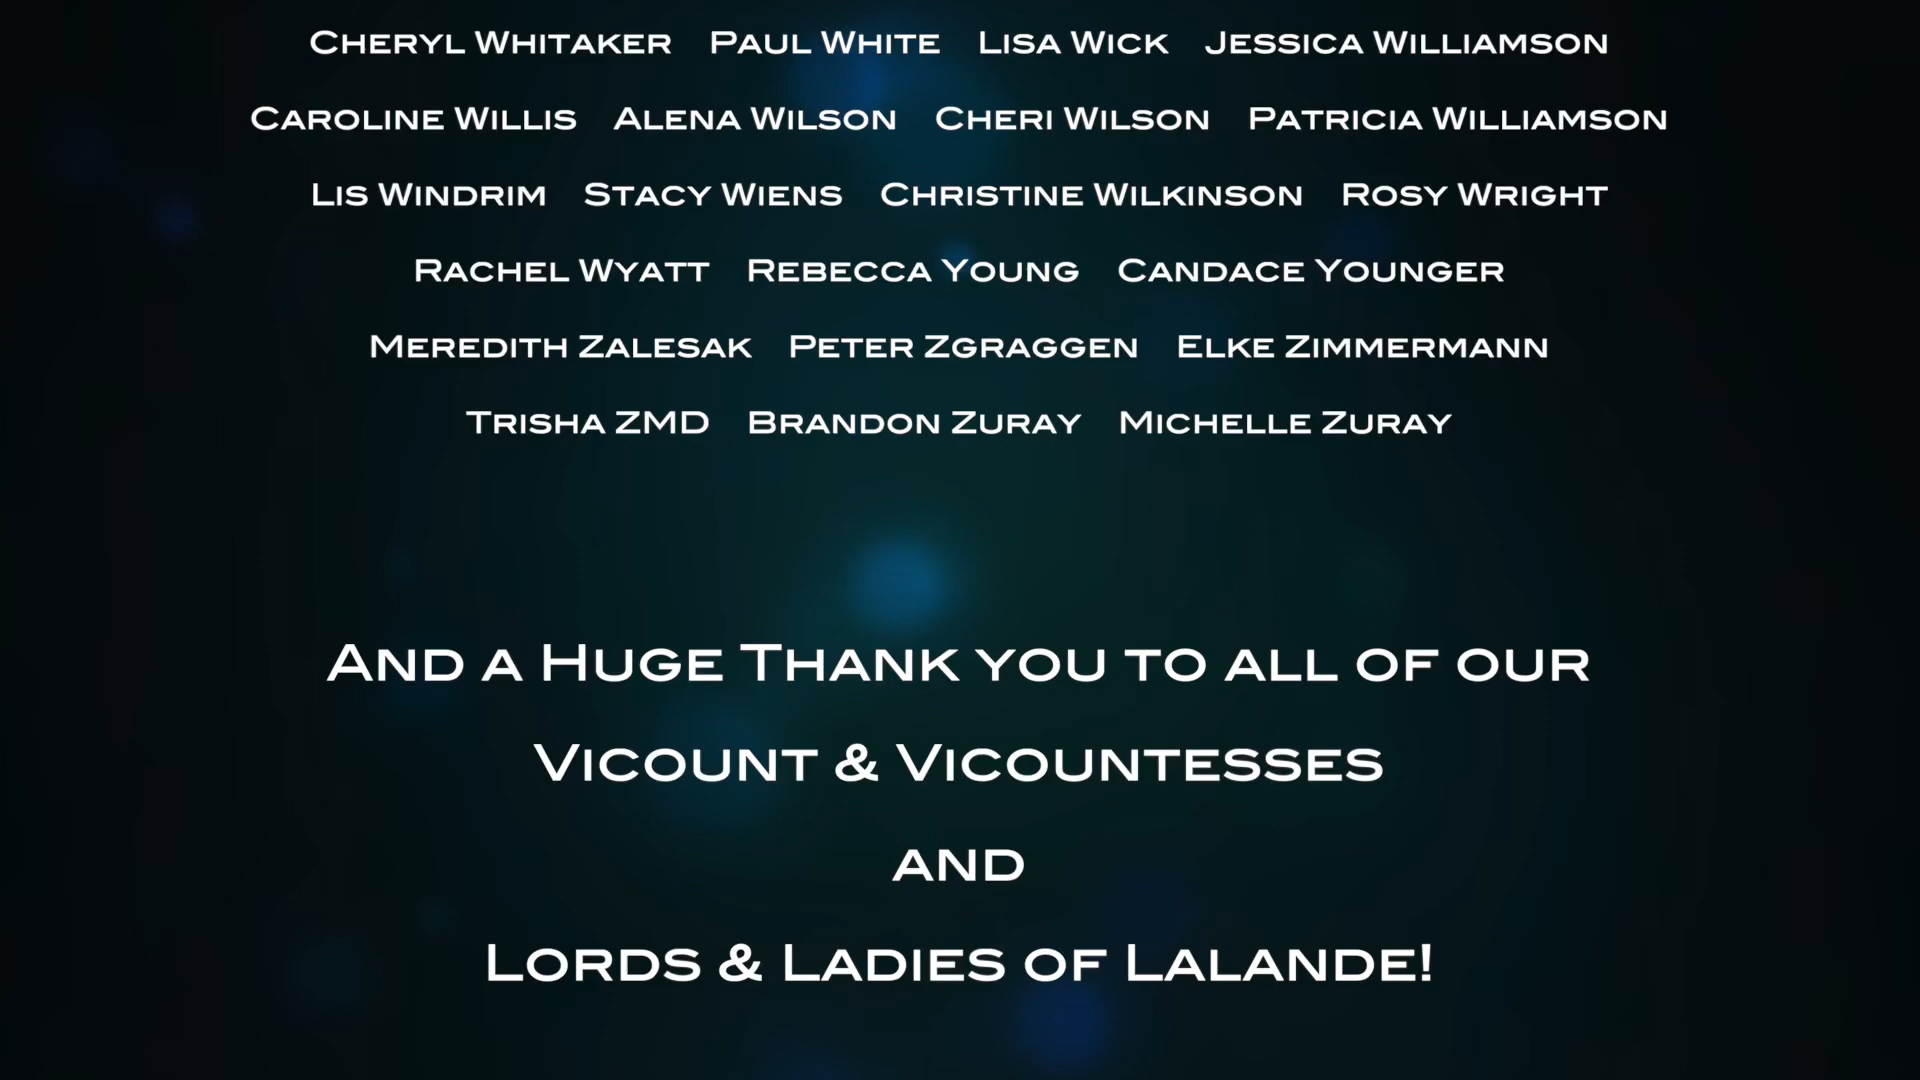 Cheryl Whitaker Paul White Lisa Wick Jessica Williamson
Caroline Willis Alena Wilson Cheri Wilson Patricia Williamson
Lis Windrim Stacy Wiens Christine Wilkinson Rosy Wright
Rachel Wyatt Rebecca Young Candace Younger
Meredith Zalesak Peter Zgraggen Elke Zimmermann
Trisha ZMD Brandon Zuray Michelle Zuray
And a Huge Thank you to all of our
Vicount & Vicountesses
and
Lords & Ladies of Lalande!